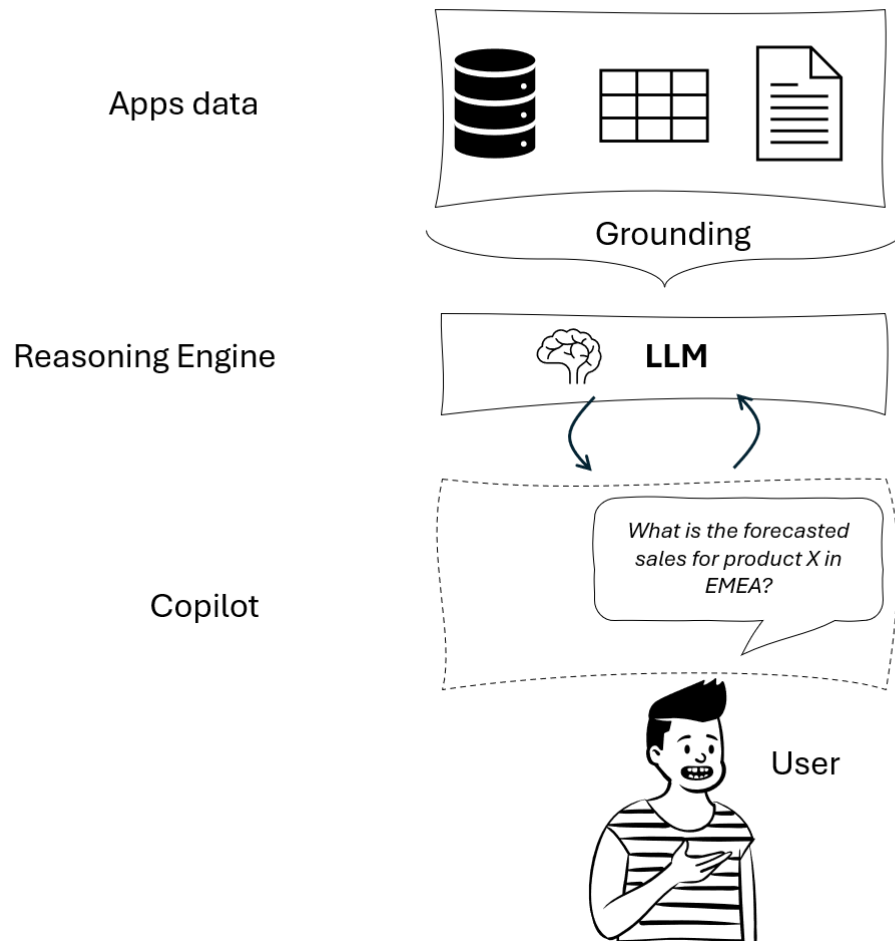 Apps data
Grounding
Reasoning Engine
LLM
What is the forecasted
sales for product X in
EMEA?
Copilot
User